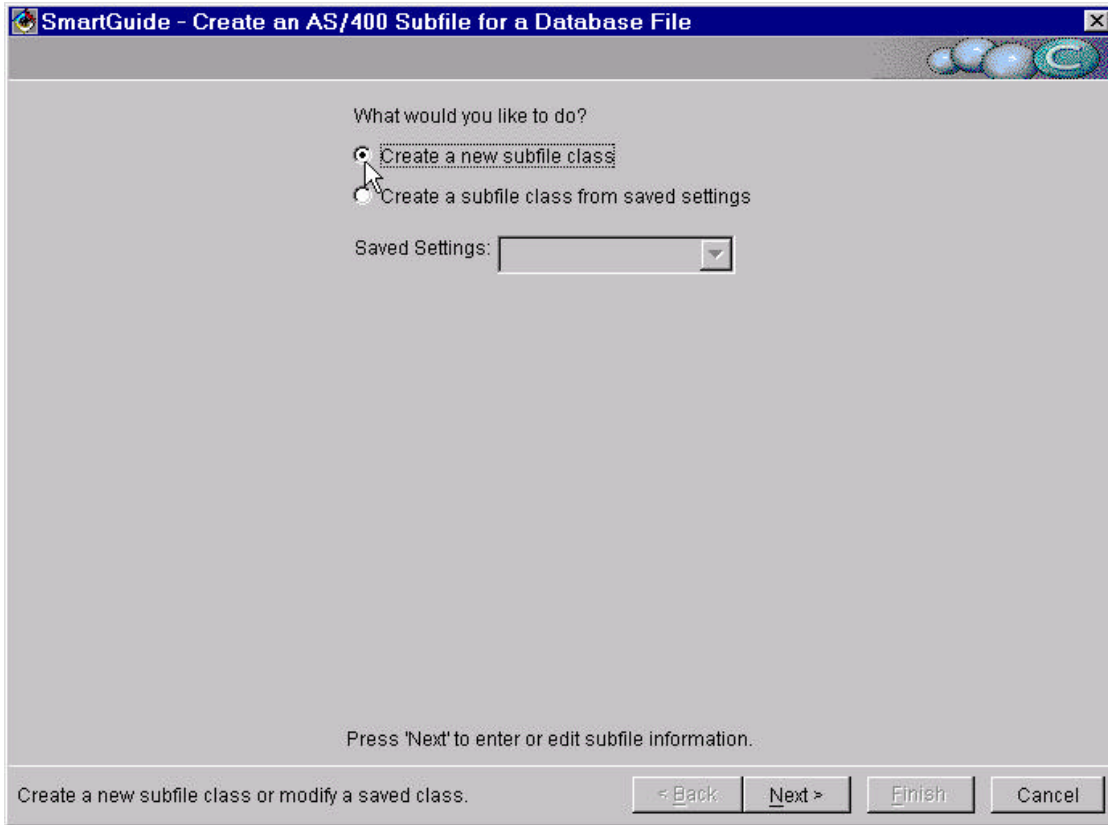 SmartGuide - Create an AS/400 Subfile for a Database File
C
What would you like to do?
Create a new subfile class
Create a subfile class from saved settings
Saved Settings:
Press 'Next' to enter or edit subfile information.
Create a new subfile class or modify a saved class.
< Back
Next >
Finish
Cancel